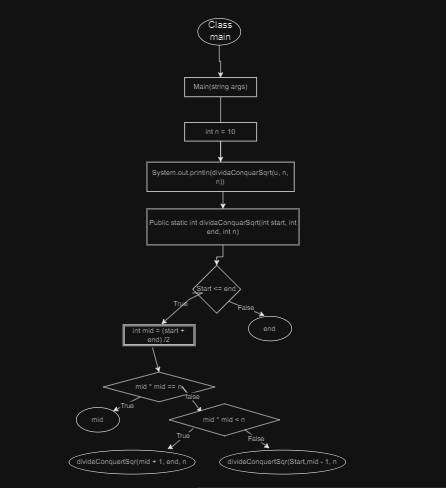 Class
main
Main(string args)
int n = 10
System.out.println(dividaConquarSqrt(u, n,
n))
Public static int dividaConquarSqrt(int start, int
end, int n)
Start <= end
True
False
int mid = (start +
end) /2
end
mid * mid == n
True
false
mid
mid * mid < n
True
False
divideConquertSqr(mid + 1, end, n
divideConquertSqr(Start,mid - 1, n